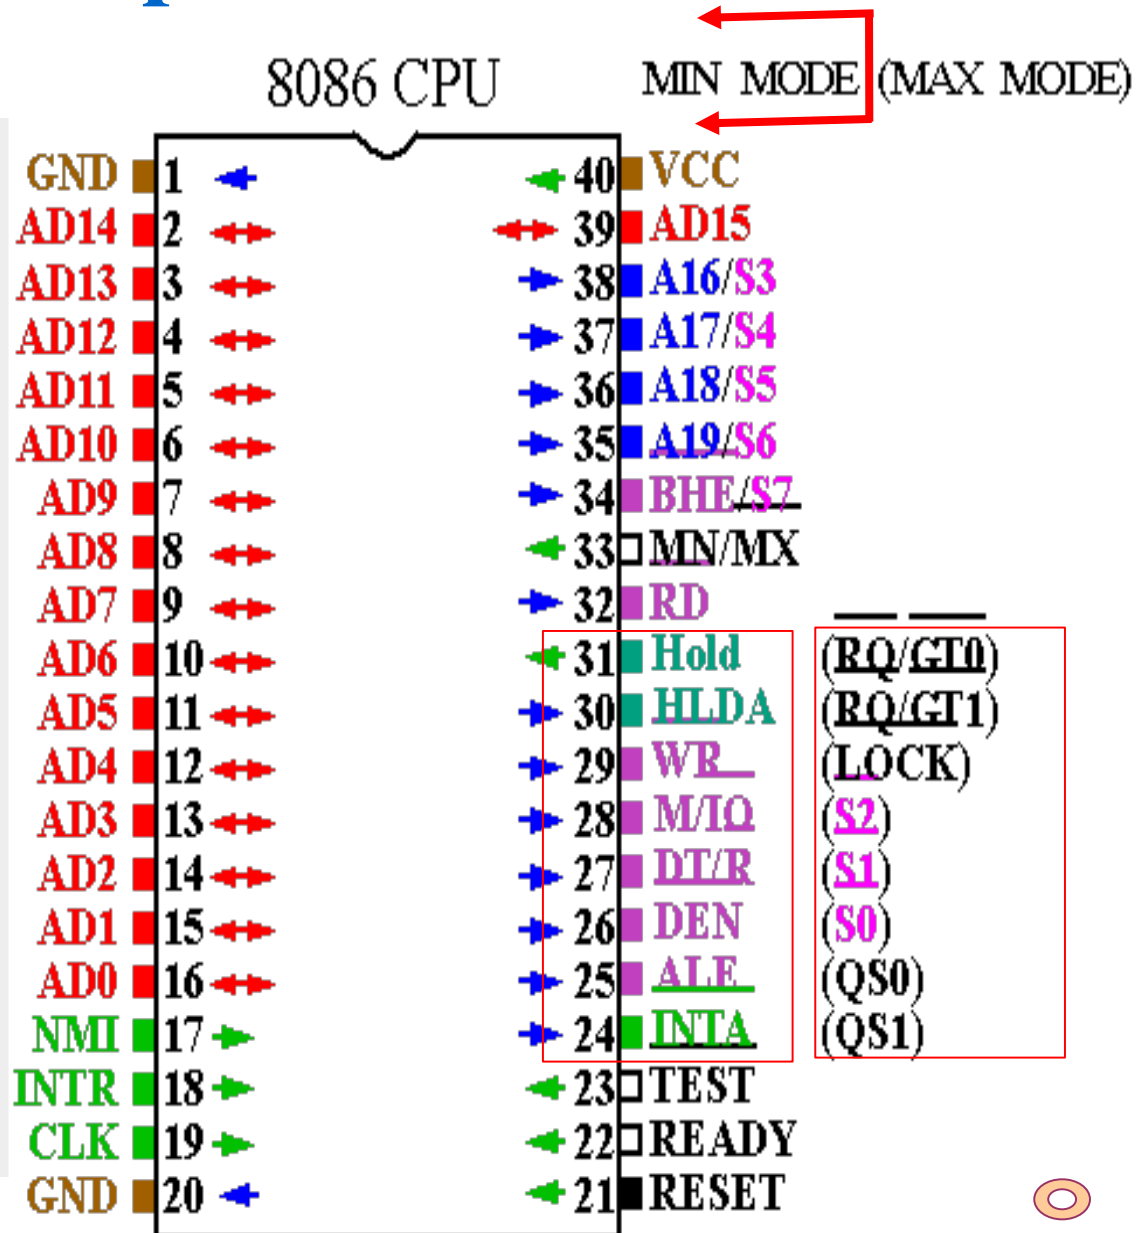 8086 CPU MIN MODE (MAX MODE)
GND 1 40 VCC
AD14 2 39 AD15
AD13 3 38 A16/S3
AD12 4 37 A17/S4
AD11 5 36 A18/S5
AD10 6 35 A19/S6
AD9 7 34 BHE/S7
AD8 8 33 MN/MX
AD7 9 32 RD
AD6 10 31 Hold (RQ/GT0)
AD5 11 30 HLDA (RQ/GT1)
AD4 12 29 WR (LOCK)
AD3 13 28 M/IO (S2)
AD2 14 27 DT/R (S1)
AD1 15 26 DEN (S0)
AD0 16 25 ALE (QS0)
NMI 17 24 INTA (QS1)
INTR 18 23 TEST
CLK 19 22 READY
GND 20 21 RESET